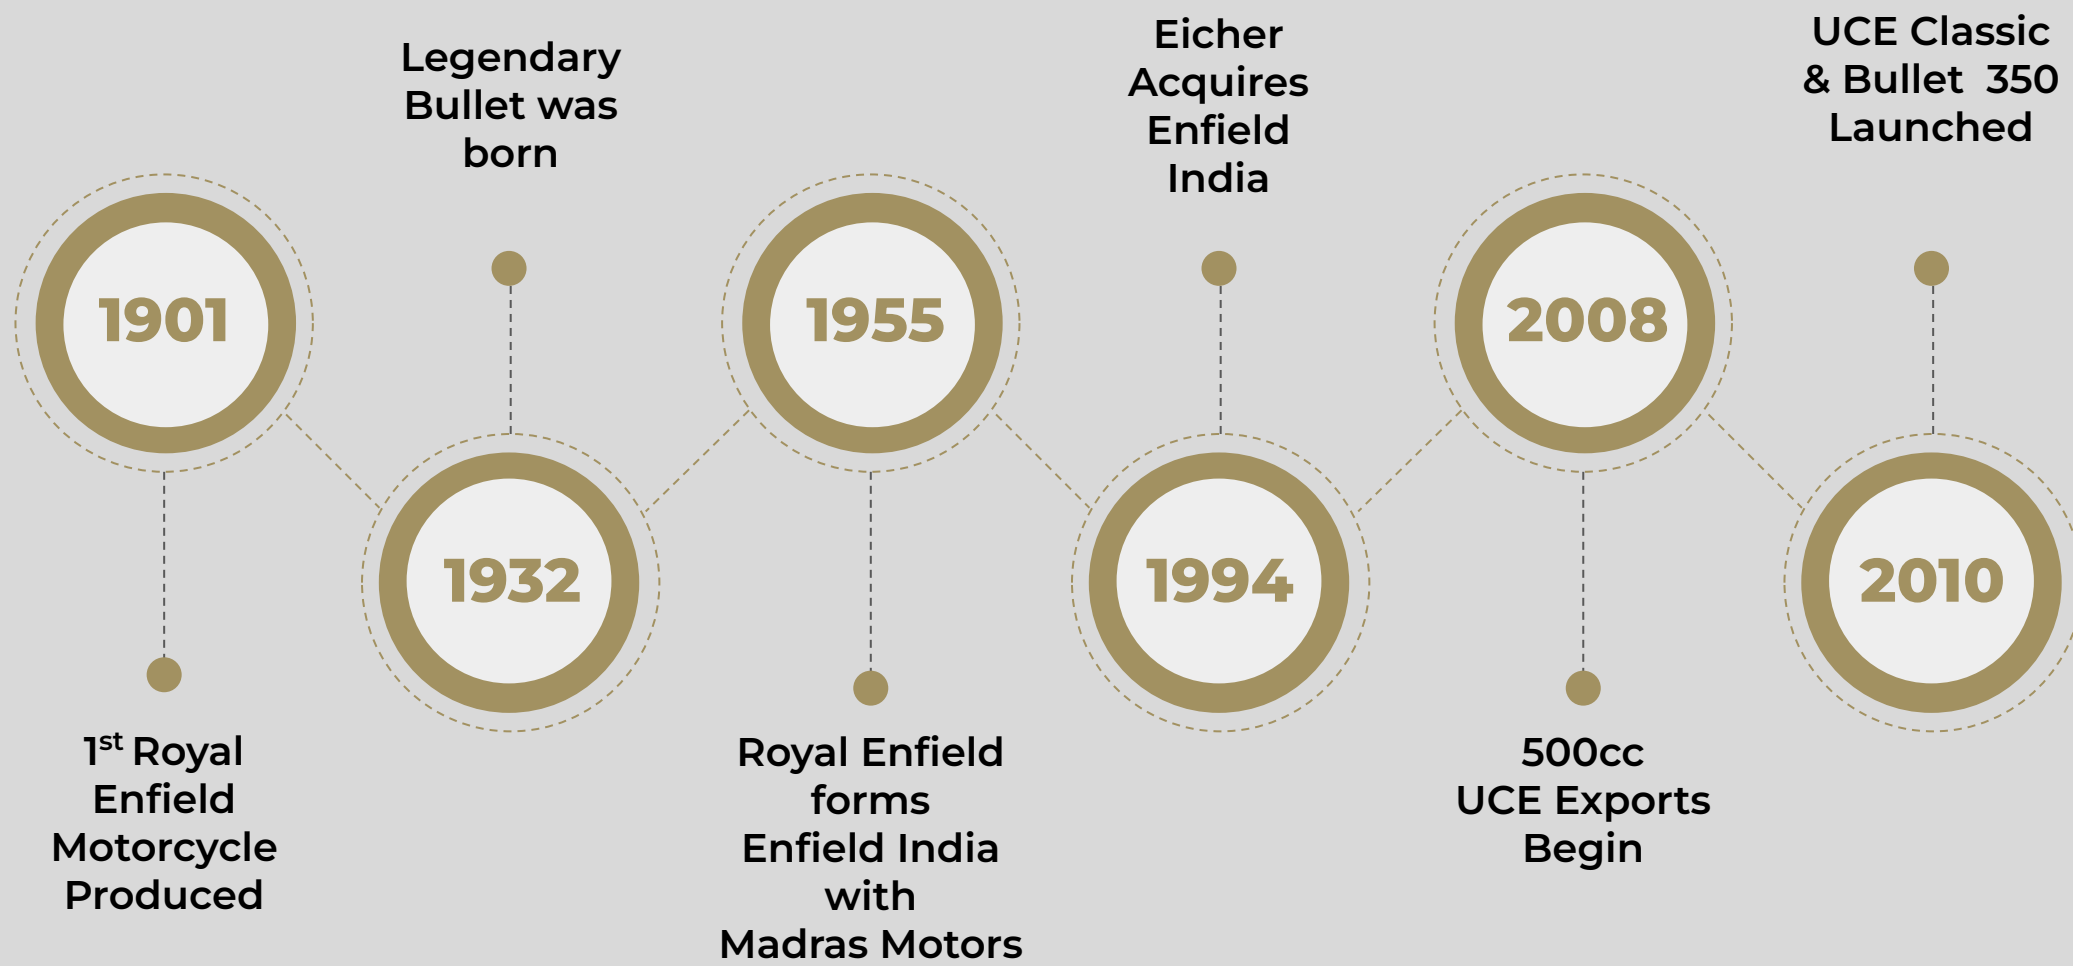 1901
1st Royal
Enfield
Motorcycle
Produced
Legendary
Bullet was
born
1932
1955
Royal Enfield
forms
Enfield India
with
Madras Motors
Eicher
Acquires
Enfield
India
1994
2008
500cc
UCE Exports
Begin
UCE Classic
& Bullet 350
Launched
2010